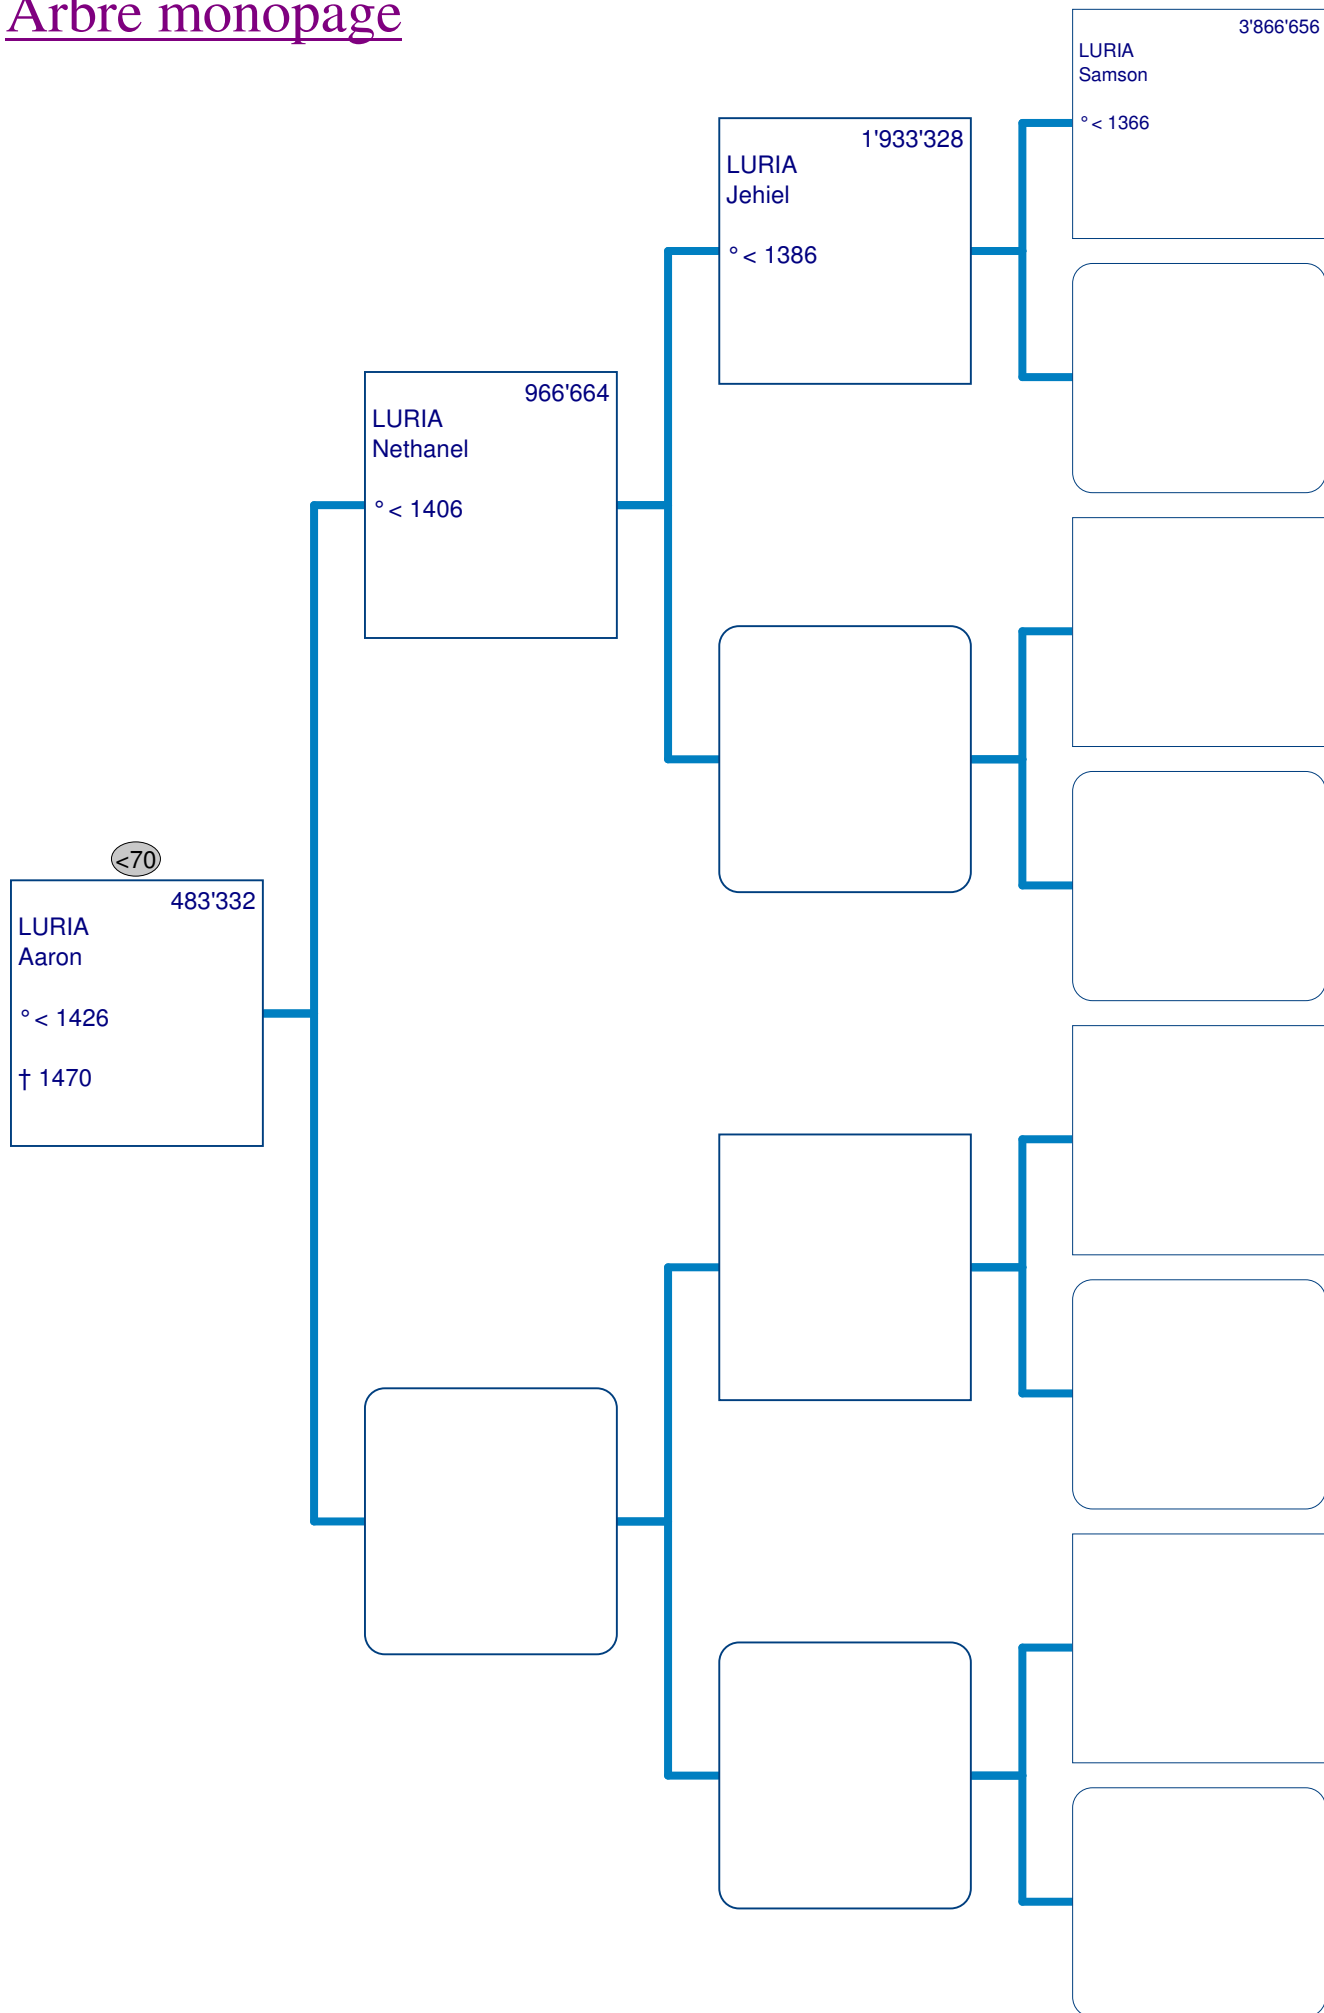 Arbre monopage
3'866'656
LURIA
Samson
° < 1366
1'933'328
LURIA
Jehiel
° < 1386
966'664
LURIA
Nethanel
° < 1406
<70
483'332
LURIA
Aaron
° < 1426
† 1470